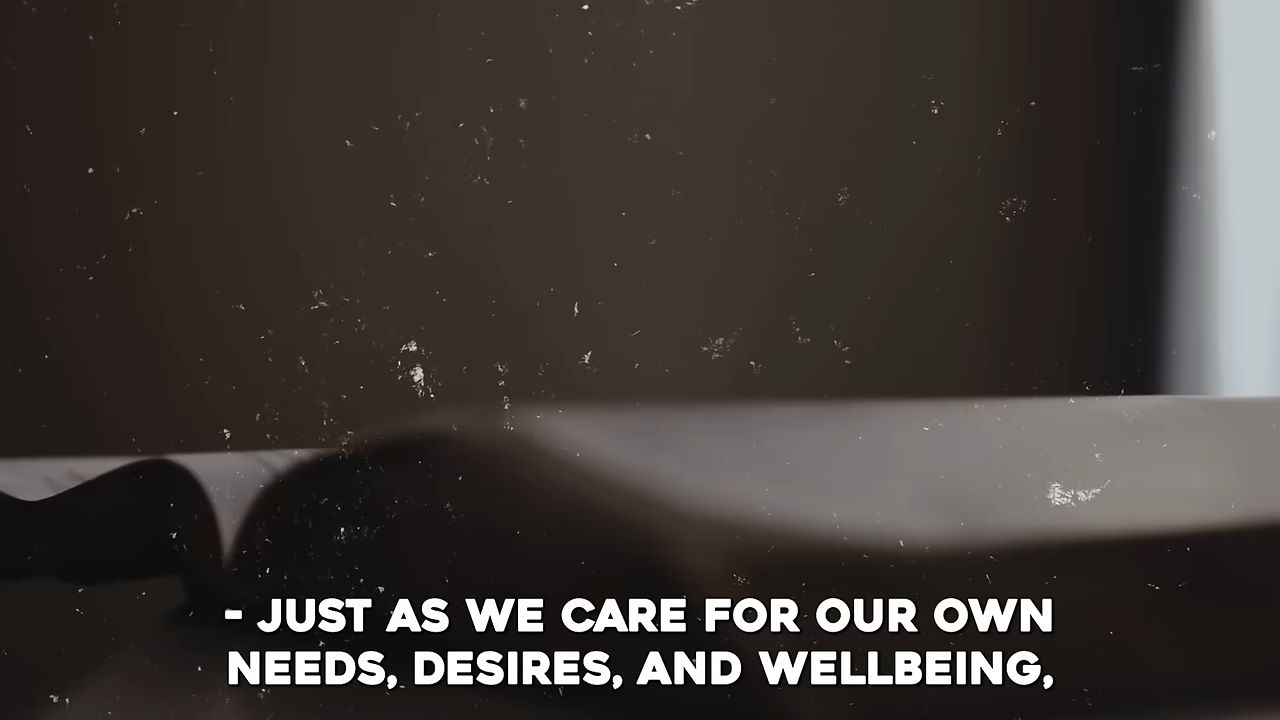 - JUST AS WE CARE FOR OUR OWN
NEEDS, DESIRES, AND WELLBEING,